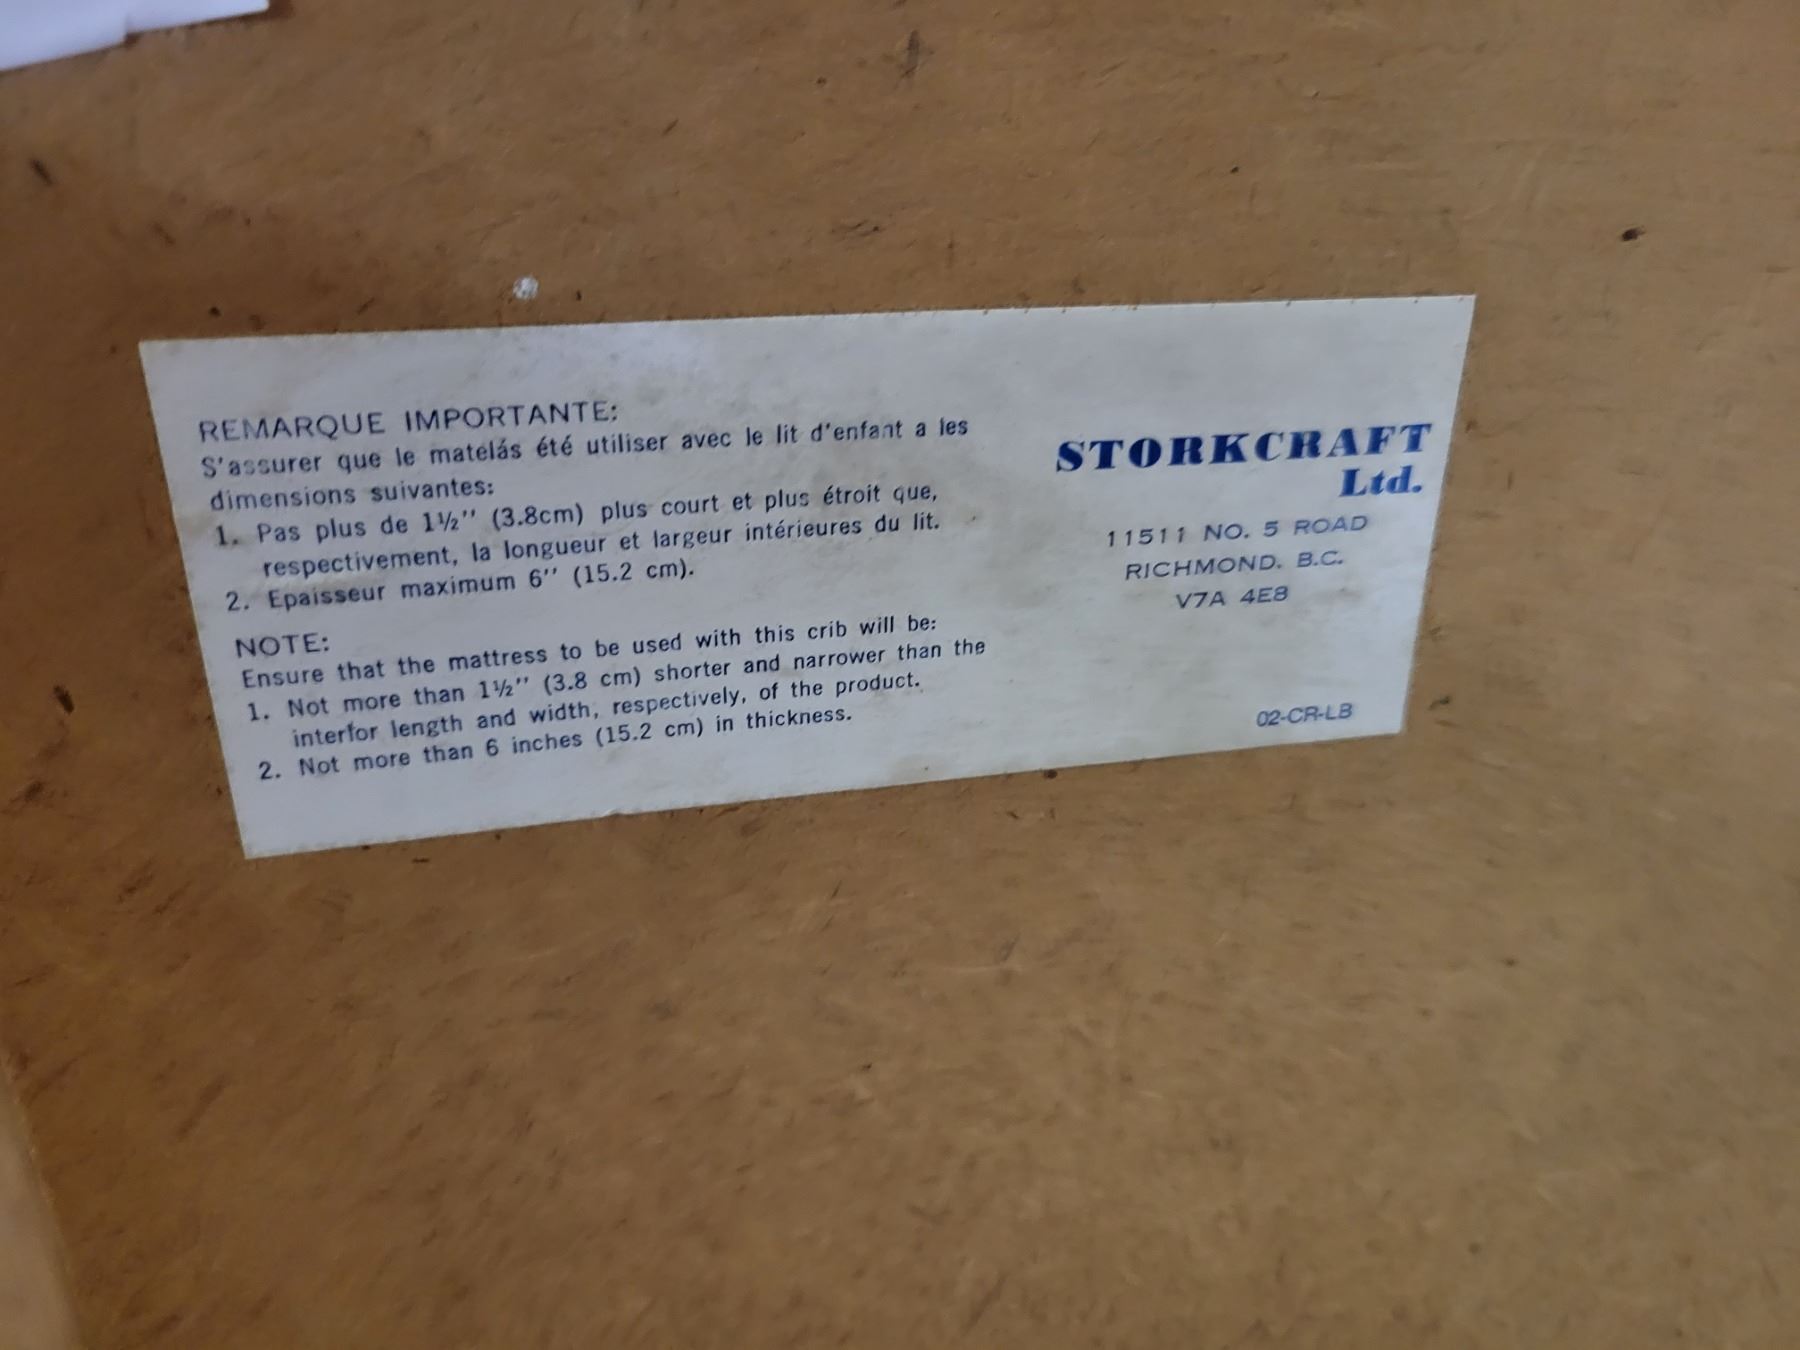 REMARQUE IMPORTANTE:
S'assurer que le matelás été utiliser avec le lit d'enfant a les
dimensions suivantes:
1. Pas plus de 1½'' (3.8cm) plus court et plus étroit que,
respectivement, la longueur et largeur intérieures du lit.
2. Epaisseur maximum 6'' (15.2 cm).
NOTE:
Ensure that the mattress to be used with this crib will be:
1. Not more than 1½'' (3.8 cm) shorter and narrower than the
interior length and width, respectively, of the product.
2. Not more than 6 inches (15.2 cm) in thickness.
STORKCRAFT
Ltd.
11511 NO. 5 ROAD
RICHMOND, B.C.
V7A 4E8
02-CR-LB